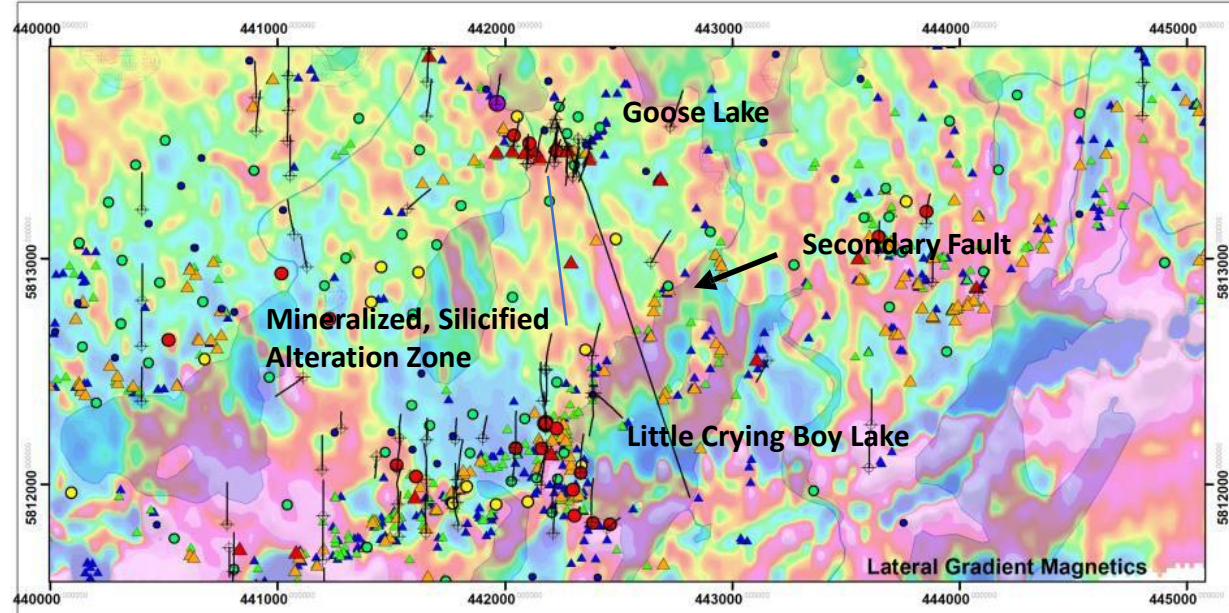 440000 441000 442000 443000 444000 445000
Goose Lake
Secondary Fault
5813000 5813000
Mineralized, Silicified
Alteration Zone
Little Crying Boy Lake
5812000 5812000
Lateral Gradient Magnetics
440000 441000 442000 443000 444000 445000